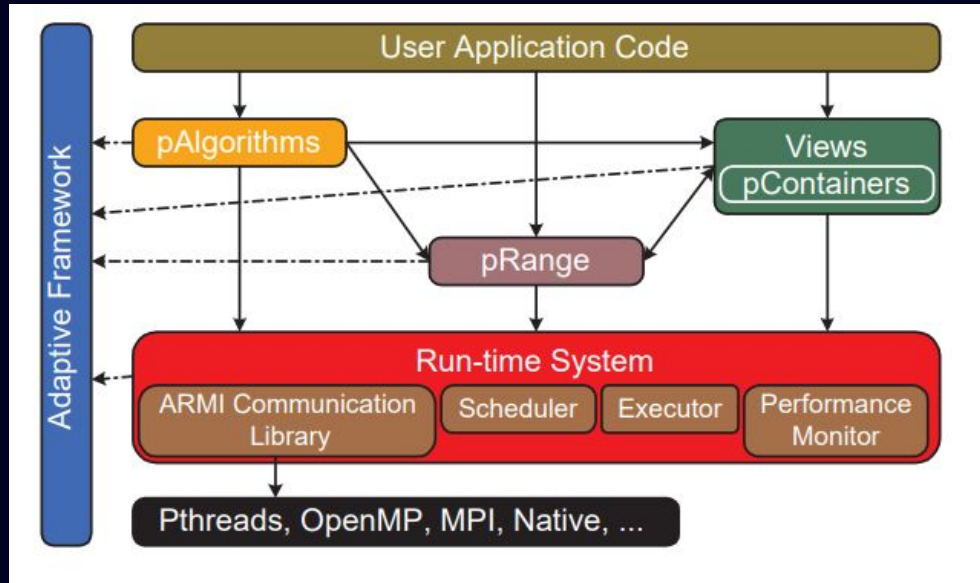 User Application Code
Adaptive Framework
pAlgorithms
Views
pContainers
pRange
Run-time System
ARMI Communication
Library
Scheduler
Executor
Performance
Monitor
Pthreads, OpenMP, MPI, Native, ...